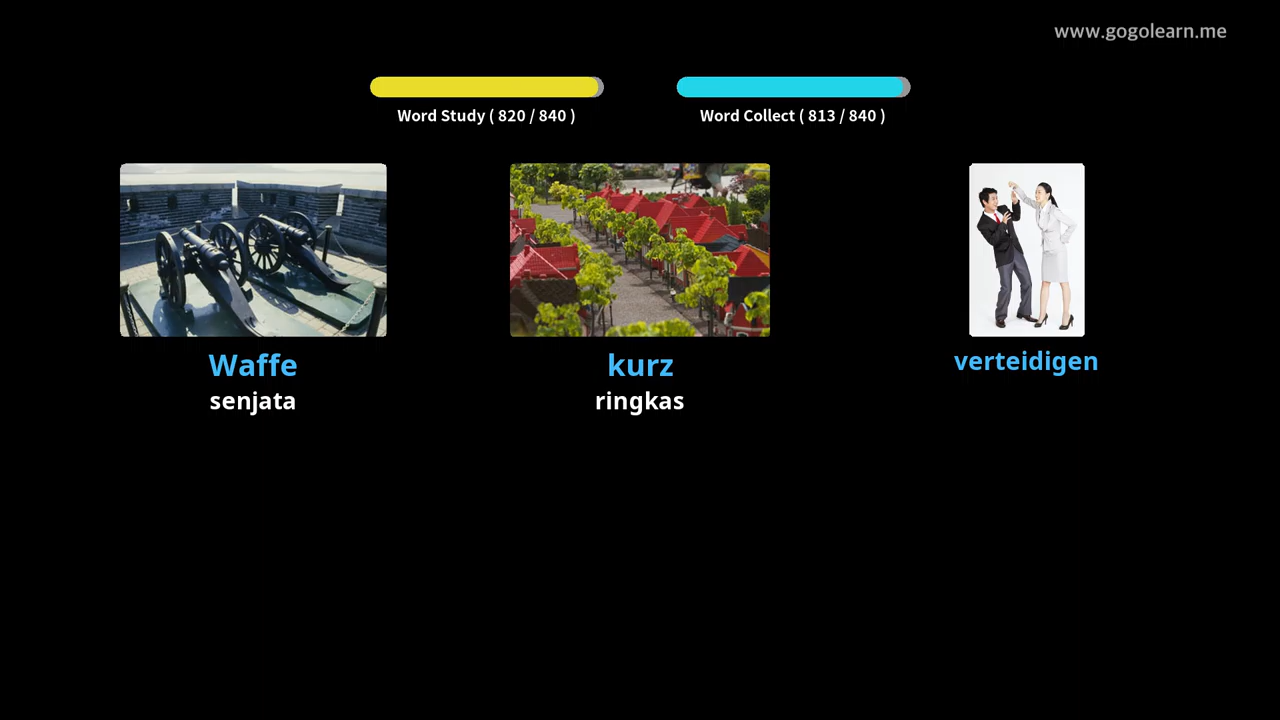 www.gogolearn.me
Word Study ( 820 / 840 )
Word Collect ( 813 / 840 )
Waffe
senjata
kurz
ringkas
verteidigen